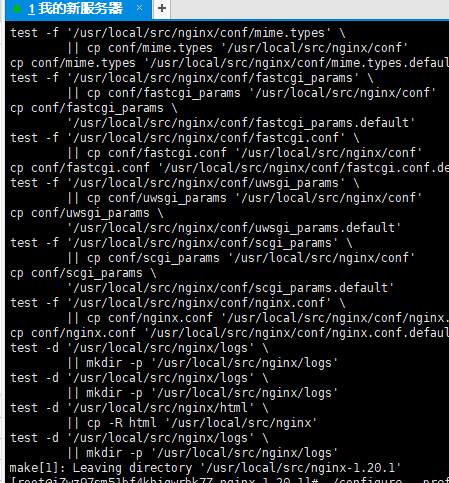 1 我的新服务器 × +
test -f '/usr/local/src/nginx/conf/mime.types' \
|| cp conf/mime.types '/usr/local/src/nginx/conf'
cp conf/mime.types '/usr/local/src/nginx/conf/mime.types.default
test -f '/usr/local/src/nginx/conf/fastcgi_params' \
|| cp conf/fastcgi_params '/usr/local/src/nginx/conf'
cp conf/fastcgi_params \
'/usr/local/src/nginx/conf/fastcgi_params.default'
test -f '/usr/local/src/nginx/conf/fastcgi.conf' \
|| cp conf/fastcgi.conf '/usr/local/src/nginx/conf'
cp conf/fastcgi.conf '/usr/local/src/nginx/conf/fastcgi.conf.de
test -f '/usr/local/src/nginx/conf/uwsgi_params' \
|| cp conf/uwsgi_params '/usr/local/src/nginx/conf'
cp conf/uwsgi_params \
'/usr/local/src/nginx/conf/uwsgi_params.default'
test -f '/usr/local/src/nginx/conf/scgi_params' \
|| cp conf/scgi_params '/usr/local/src/nginx/conf'
cp conf/scgi_params \
'/usr/local/src/nginx/conf/scgi_params.default'
test -f '/usr/local/src/nginx/conf/nginx.conf' \
|| cp conf/nginx.conf '/usr/local/src/nginx/conf/nginx.
cp conf/nginx.conf '/usr/local/src/nginx/conf/nginx.conf.defaul
test -d '/usr/local/src/nginx/logs' \
|| mkdir -p '/usr/local/src/nginx/logs'
test -d '/usr/local/src/nginx/logs' \
|| mkdir -p '/usr/local/src/nginx/logs'
test -d '/usr/local/src/nginx/html' \
|| cp -R html '/usr/local/src/nginx'
test -d '/usr/local/src/nginx/logs' \
|| mkdir -p '/usr/local/src/nginx/logs'
make[1]: Leaving directory '/usr/local/src/nginx-1.20.1'